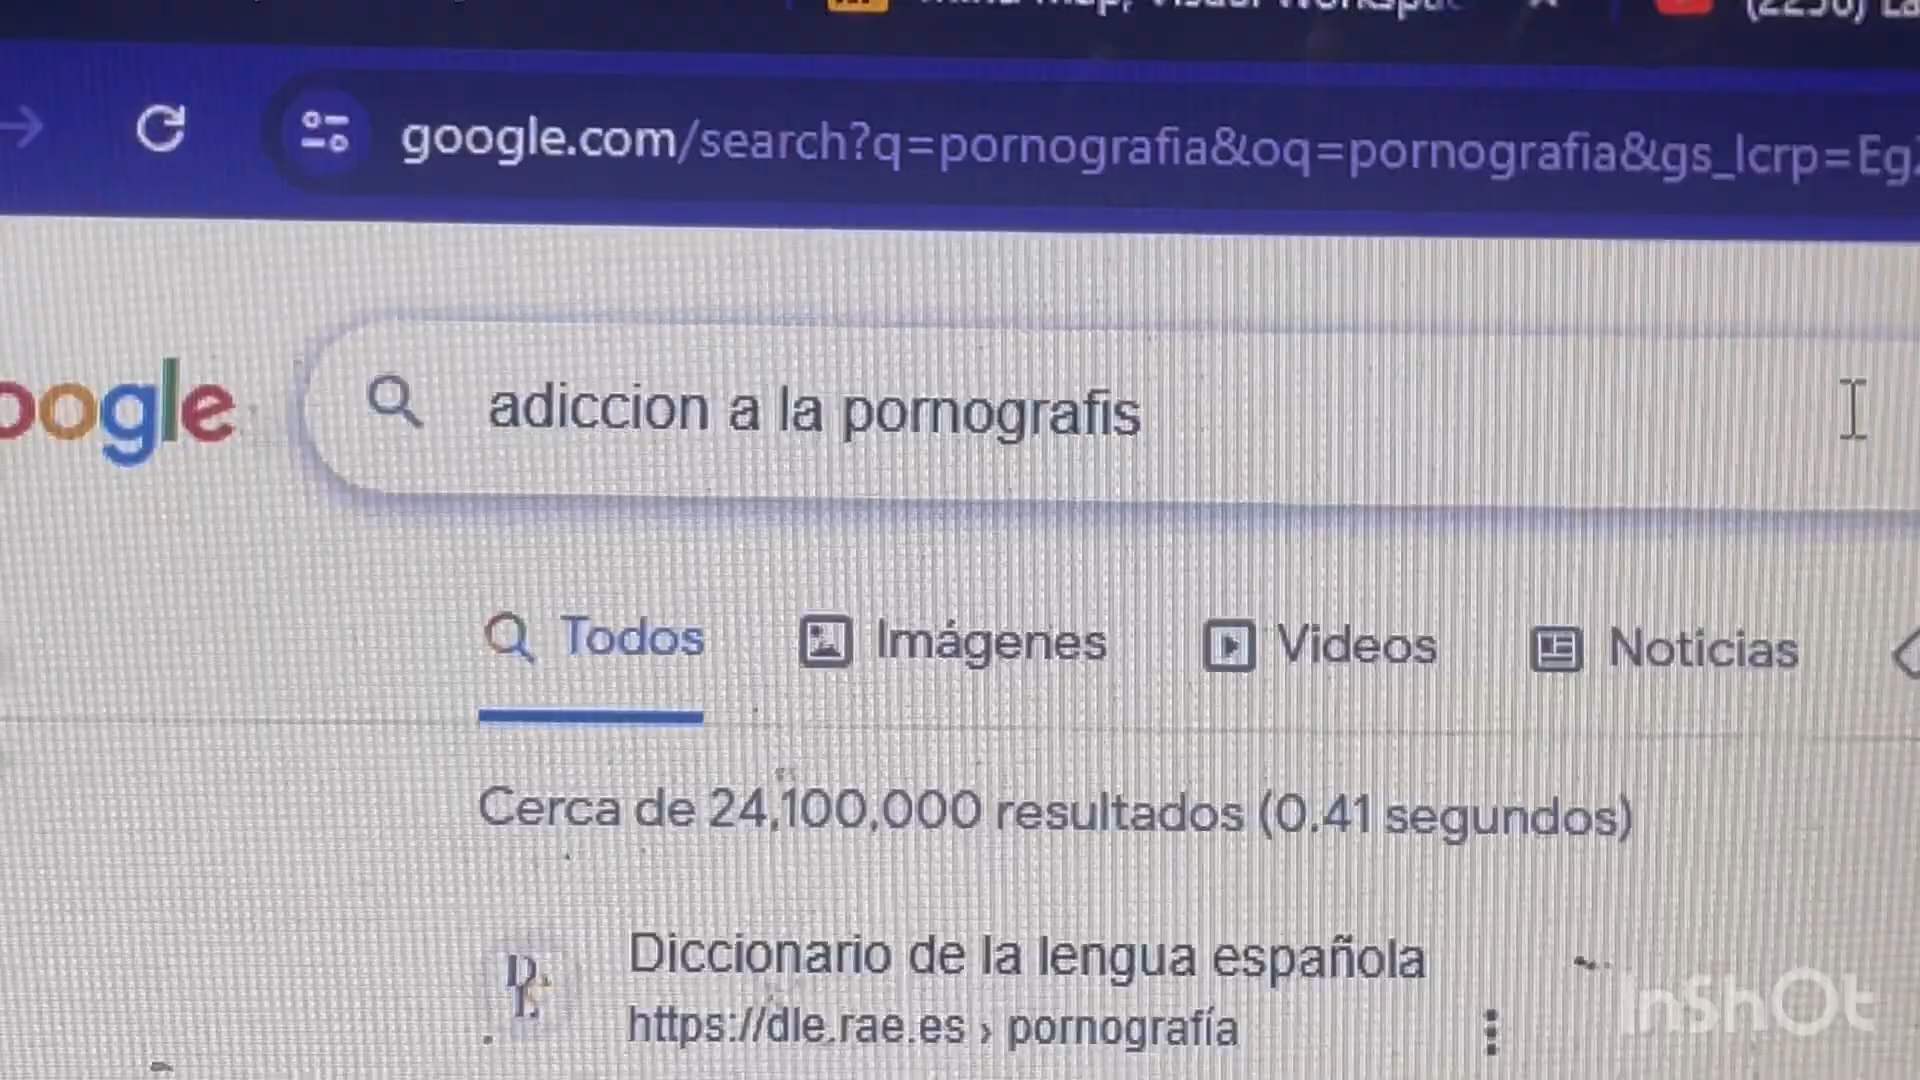 google.com/search?q=pornografia&oq=pornografia&gs_lcrp=Eg
oogle
adiccion a la pornografis
Todos Imágenes Videos Noticias
Cerca de 24,100,000 resultados (0.41 segundos)
Diccionario de la lengua española
https://dle.rae.es › pornografía
InShOt